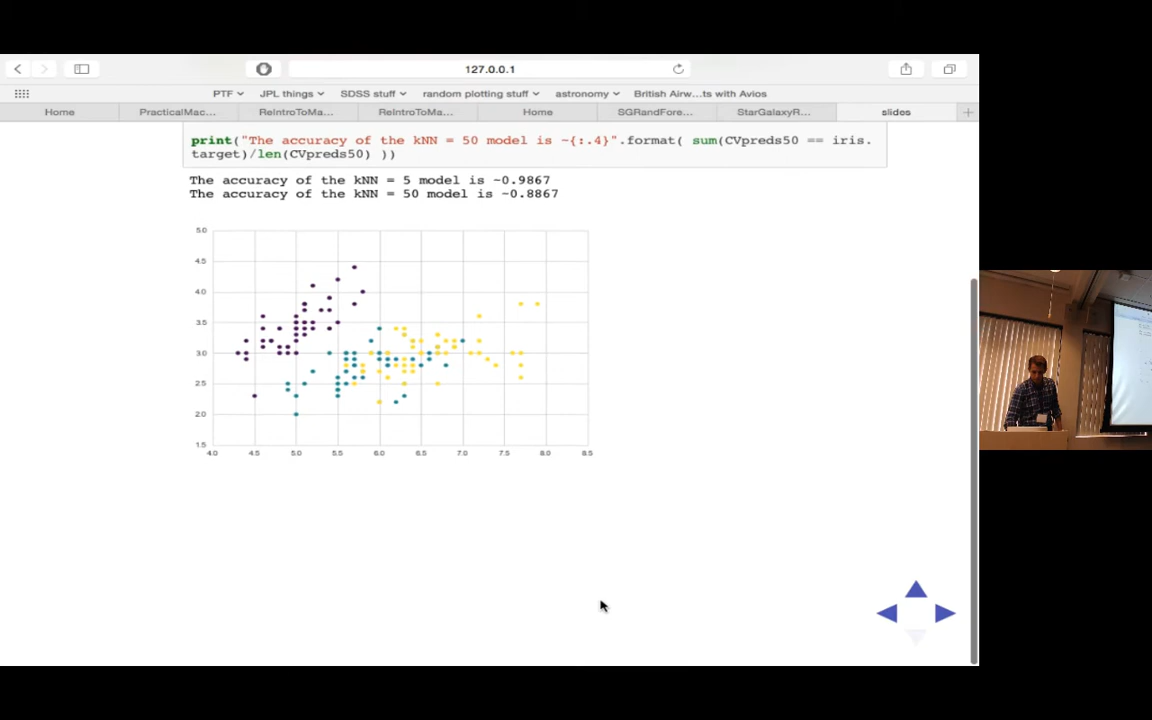 127.0.0.1
PTF JPL things SDSS stuff random plotting stuff astronomy British Airw...ts with Avios
Home PracticalMac... ReIntroToMa... ReIntroToMa... Home SGRandFore... StarGalaxyR... slides
print("The accuracy of the kNN = 50 model is ~{:.4}".format( sum(CVpreds50 == iris.
target)/len(CVpreds50) ))
The accuracy of the kNN = 5 model is ~0.9867
The accuracy of the kNN = 50 model is ~0.8867
5.0
4.5
4.0
3.5
3.0
2.5
2.0
1.5
4.0 4.5 5.0 5.5 6.0 6.5 7.0 7.5 8.0 8.5